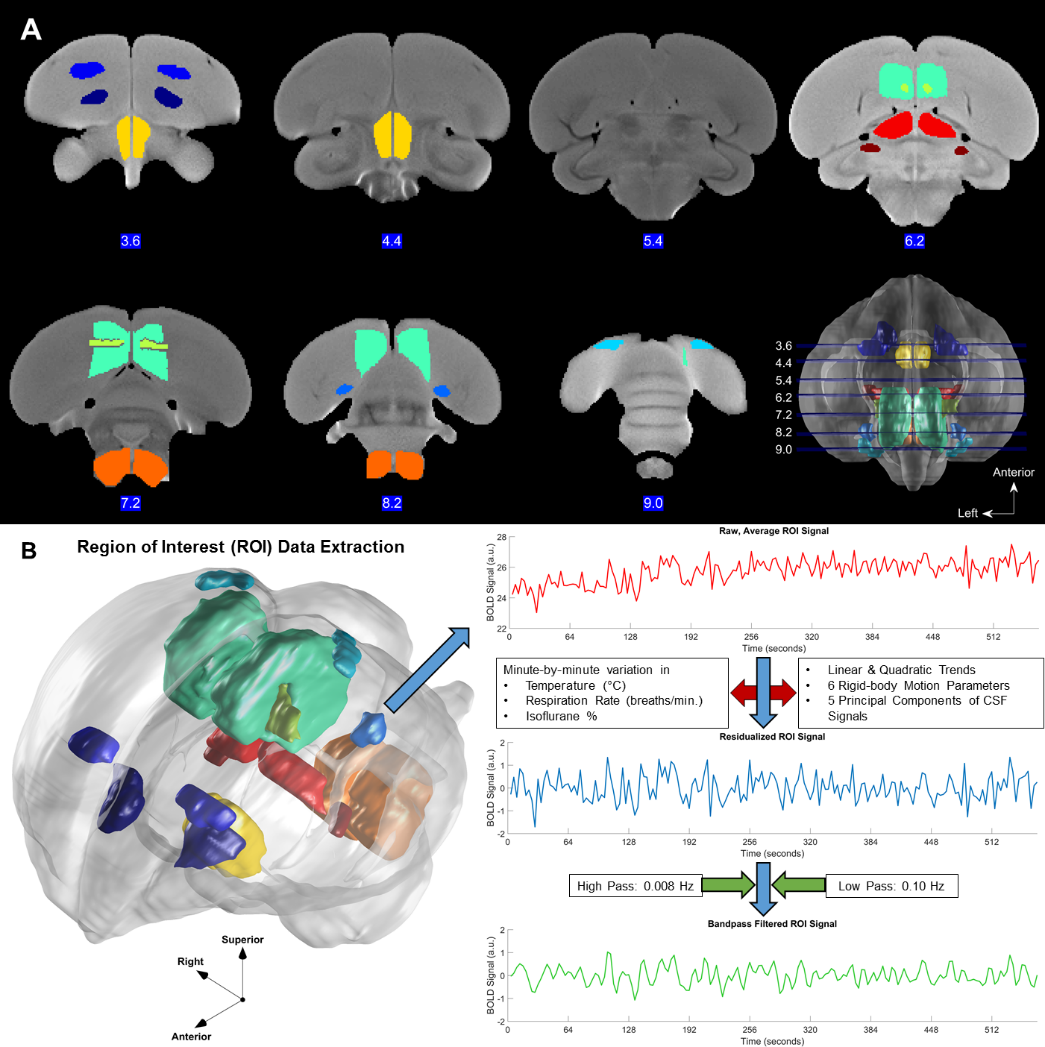 A
3.6
4.4
5.4
6.2
7.2
8.2
9.0
3.6
4.4
5.4
6.2
7.2
8.2
9.0
Anterior
Left
B
Region of Interest (ROI) Data Extraction
Superior
Right
Anterior
Raw, Average ROI Signal
BOLD Signal (a.u.)
28
26
24
22
0 64 128 192 256 320 384 448 512
Time (seconds)
Minute-by-minute variation in
• Temperature (°C)
• Respiration Rate (breaths/min.)
• Isoflurane %
• Linear & Quadratic Trends
• 6 Rigid-body Motion Parameters
• 5 Principal Components of CSF
Signals
Residualized ROI Signal
BOLD Signal (a.u.)
2
1
0
-1
-2
0 64 128 192 256 320 384 448 512
Time (seconds)
High Pass: 0.008 Hz
Low Pass: 0.10 Hz
Bandpass Filtered ROI Signal
BOLD Signal (a.u.)
2
1
0
-1
-2
0 64 128 192 256 320 384 448 512
Time (seconds)